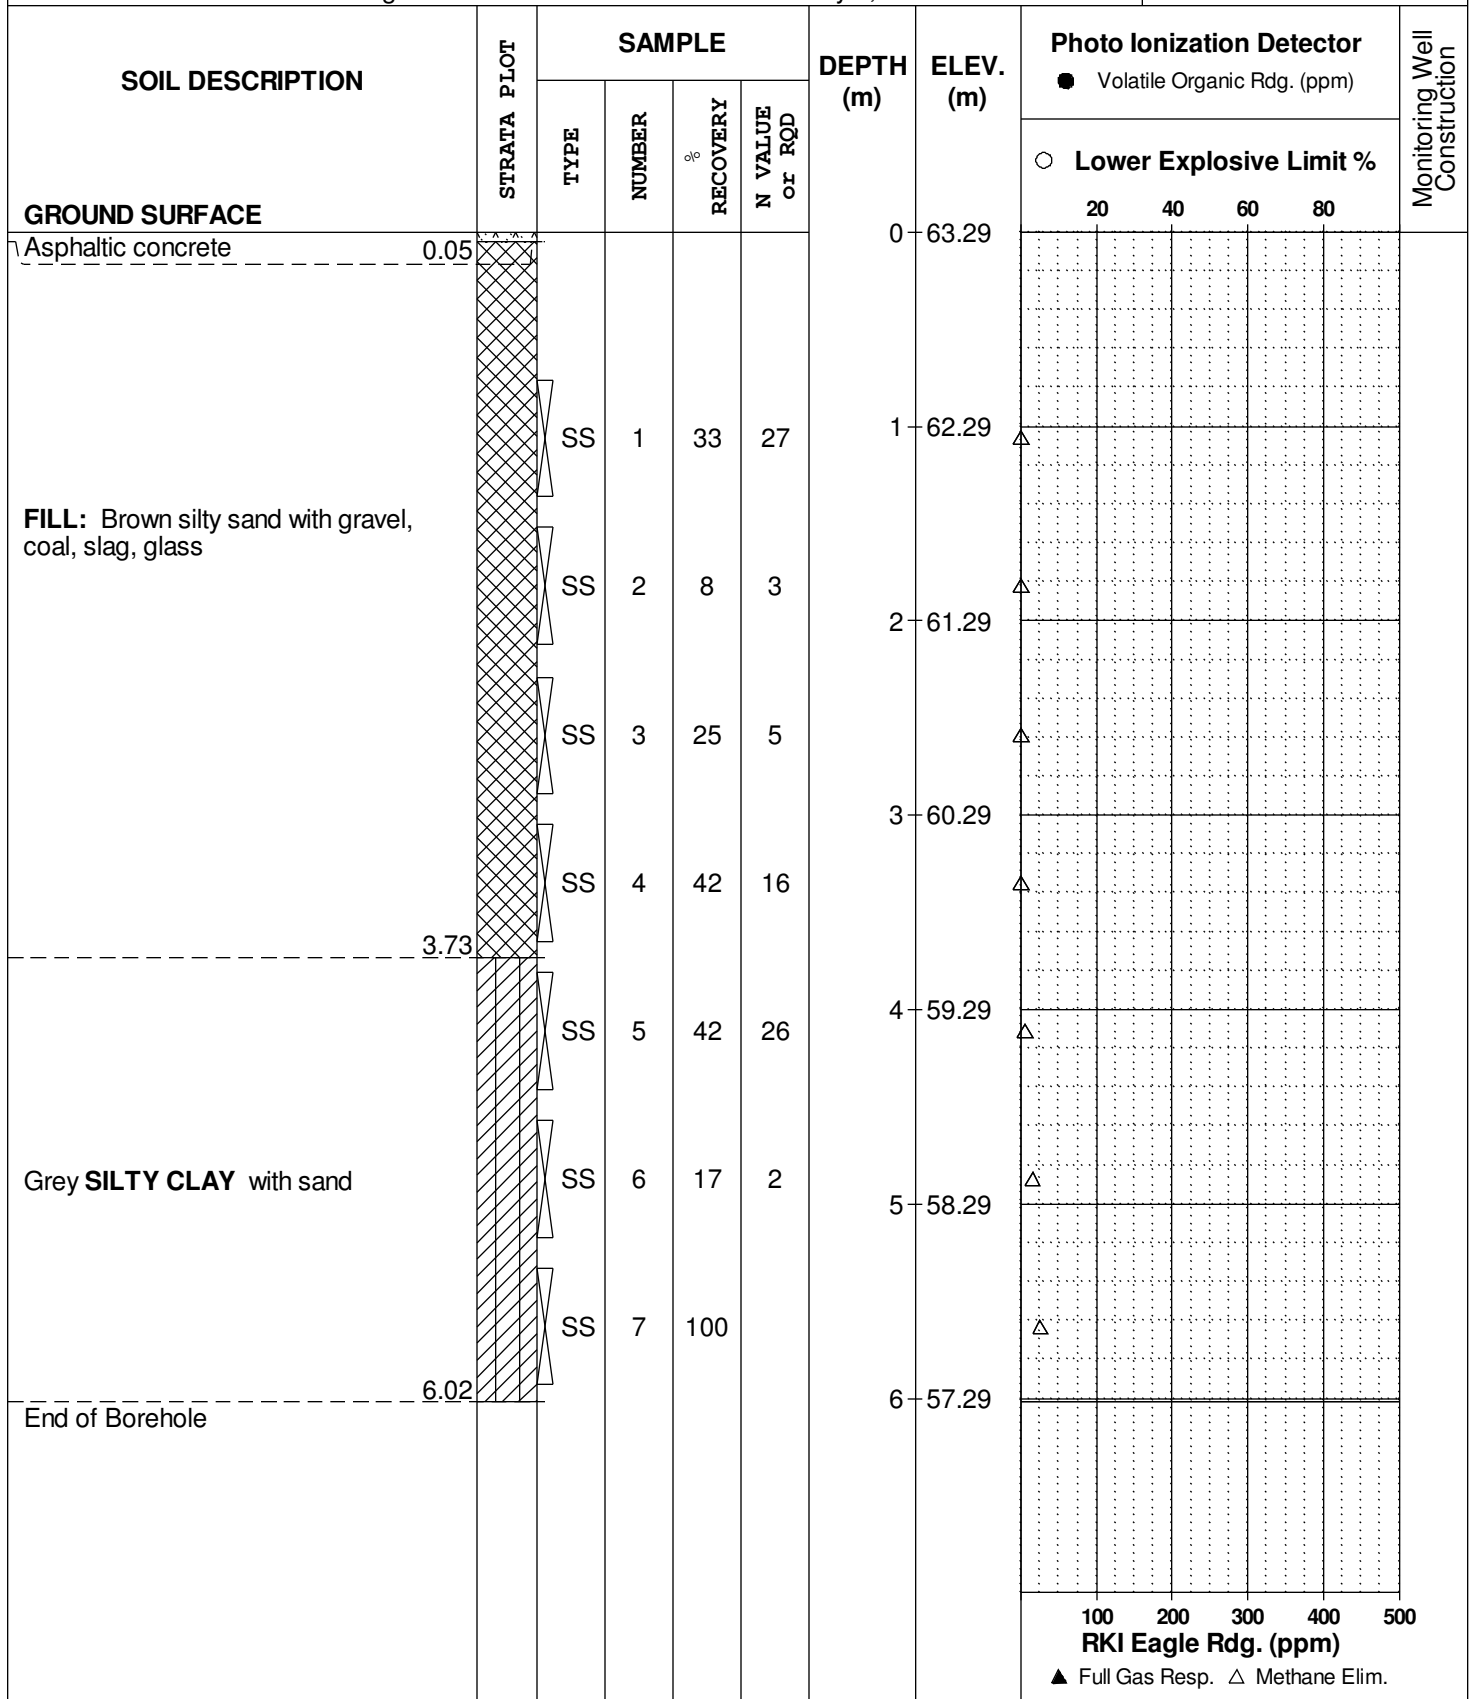 SOIL DESCRIPTION
STRATA PLOT
SAMPLE
TYPE
NUMBER
%
RECOVERY
N VALUE
or RQD
DEPTH
(m)
ELEV.
(m)
Photo Ionization Detector
● Volatile Organic Rdg. (ppm)
○ Lower Explosive Limit %
20 40 60 80
Monitoring Well
Construction
GROUND SURFACE
0 63.29
Asphaltic concrete 0.05
1 62.29
SS 1 33 27
FILL: Brown silty sand with gravel,
coal, slag, glass
SS 2 8 3
2 61.29
SS 3 25 5
3 60.29
SS 4 42 16
3.73
4 59.29
SS 5 42 26
Grey SILTY CLAY with sand
SS 6 17 2
5 58.29
SS 7 100
6.02
6 57.29
End of Borehole
100 200 300 400 500
RKI Eagle Rdg. (ppm)
▲ Full Gas Resp. △ Methane Elim.